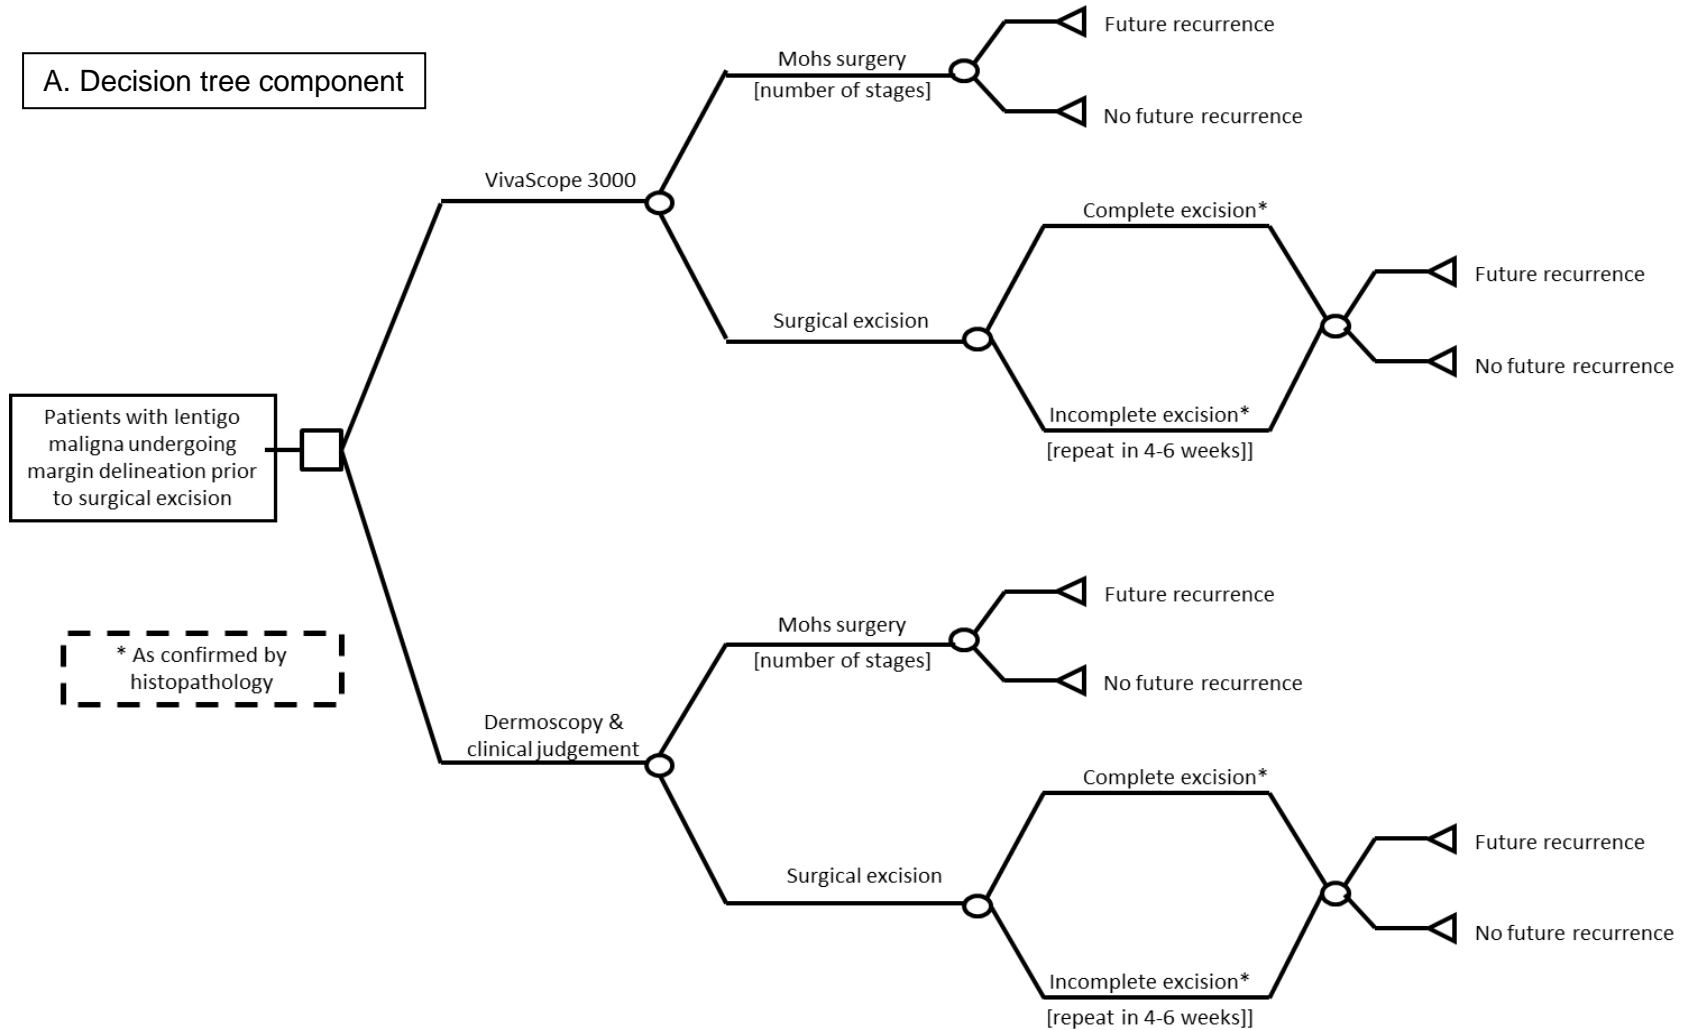 A. Decision tree component
Future recurrence
Mohs surgery
[number of stages]
No future recurrence
VivaScope 3000
Complete excision*
Future recurrence
Surgical excision
No future recurrence
Incomplete excision*
[repeat in 4-6 weeks]]
Patients with lentigo
maligna undergoing
margin delineation prior
to surgical excision
* As confirmed by
histopathology
Future recurrence
Mohs surgery
[number of stages]
No future recurrence
Dermoscopy &
clinical judgement
Complete excision*
Future recurrence
Surgical excision
No future recurrence
Incomplete excision*
[repeat in 4-6 weeks]]